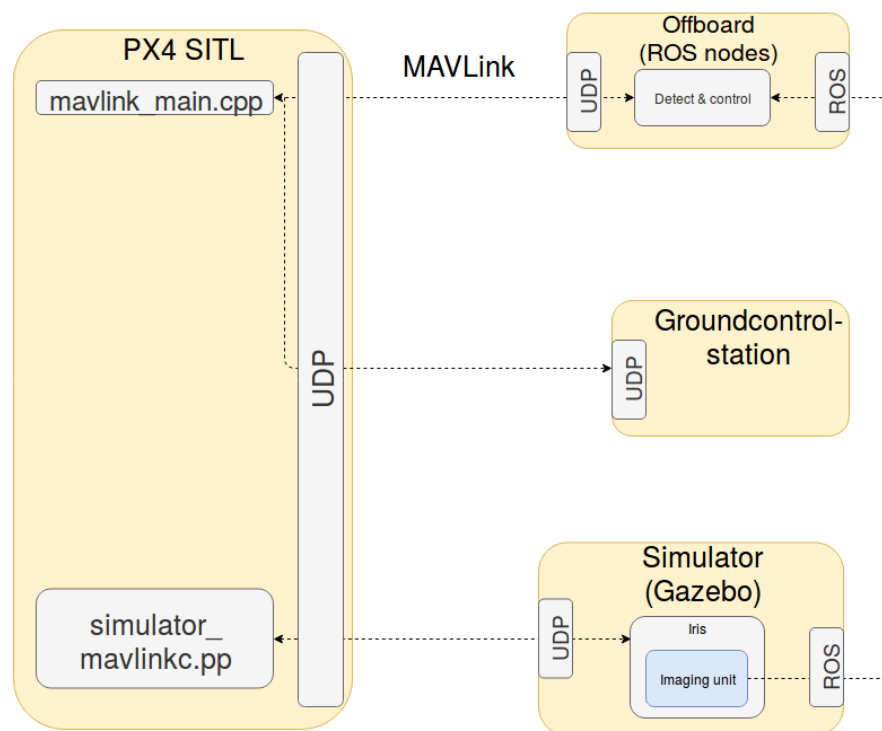 PX4 SITL
mavlink_main.cpp
UDP
simulator_
mavlinkc.pp
MAVLink
Offboard
(ROS nodes)
UDP
Detect & control
ROS
Groundcontrol-
station
UDP
Simulator
(Gazebo)
UDP
Iris
Imaging unit
ROS